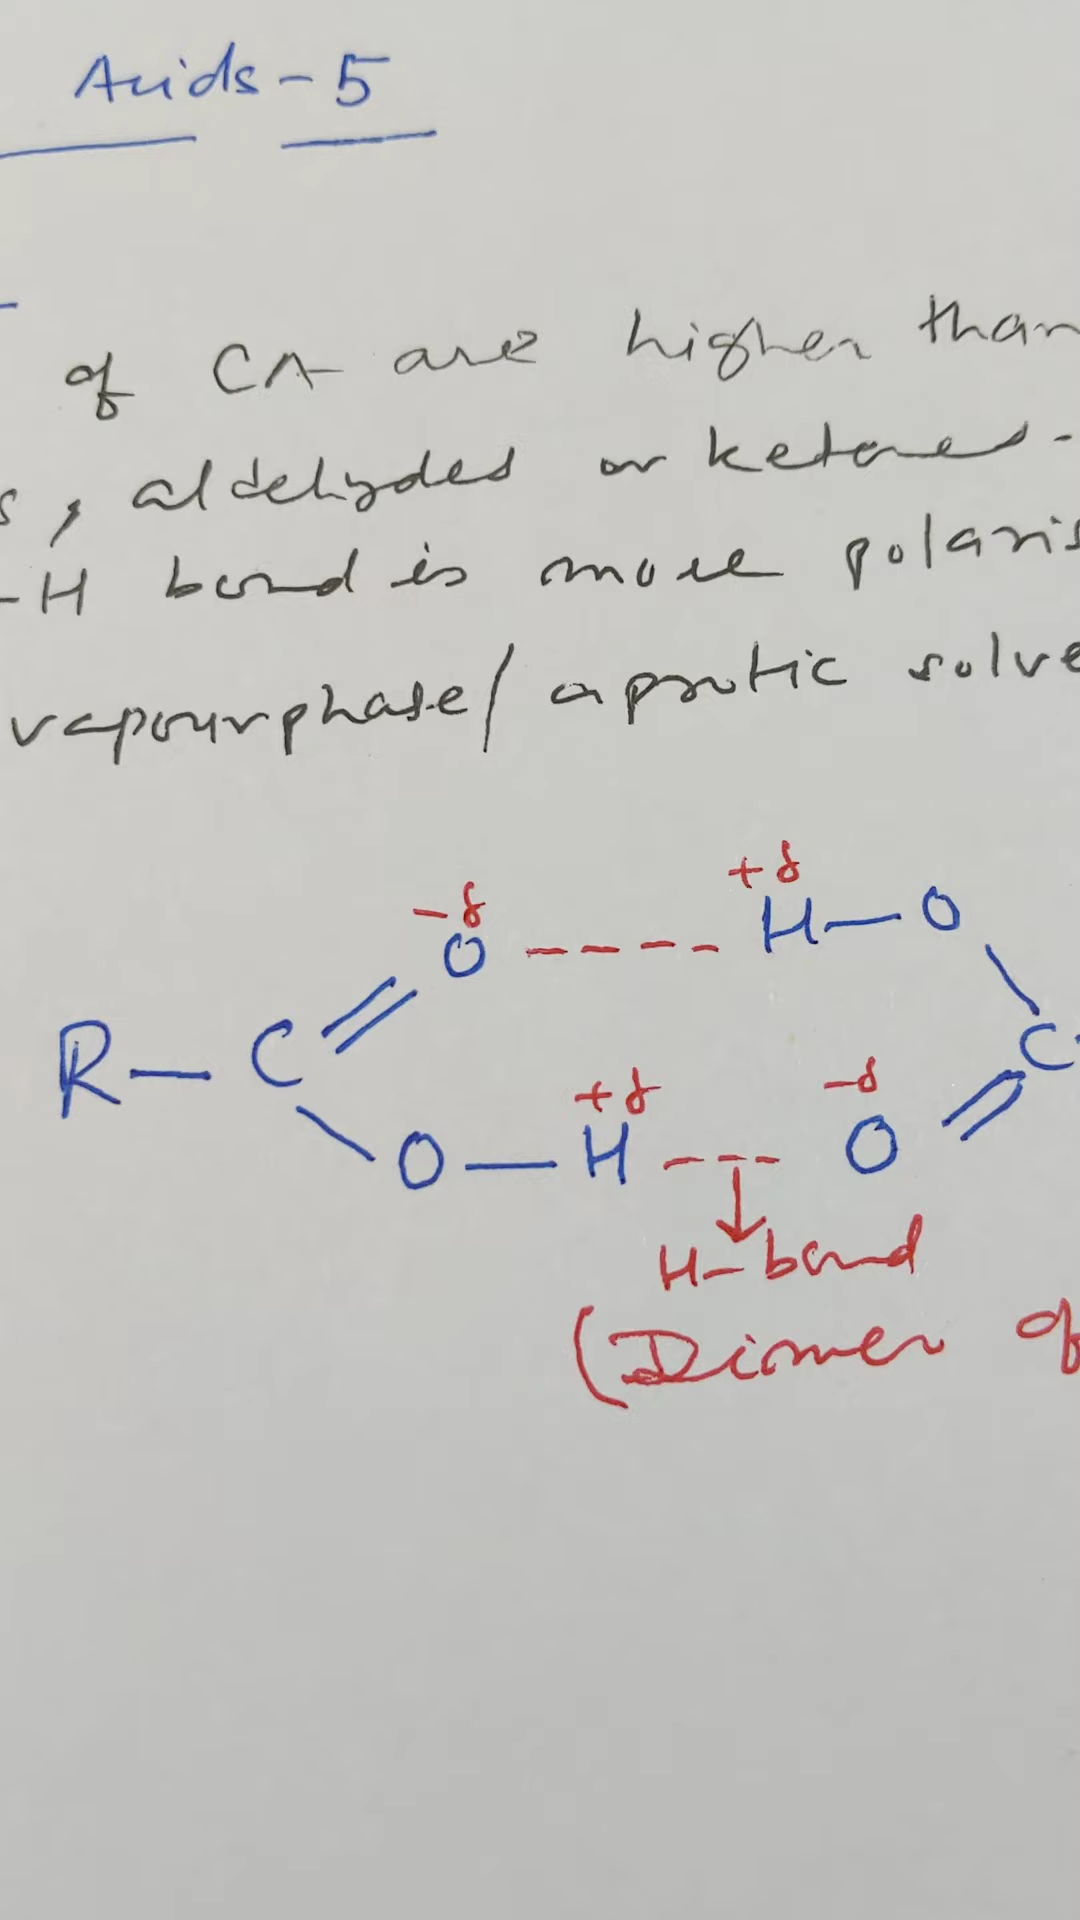 Acids - 5
of CA are higher than
s, aldehydes or ketones.
-H bond is more polaris
vapourphase/aprotic solve
+δ
-δ
O ---- H — O
R — C
C
+δ
-δ
O — H --- O
H-bond
(Dimer of